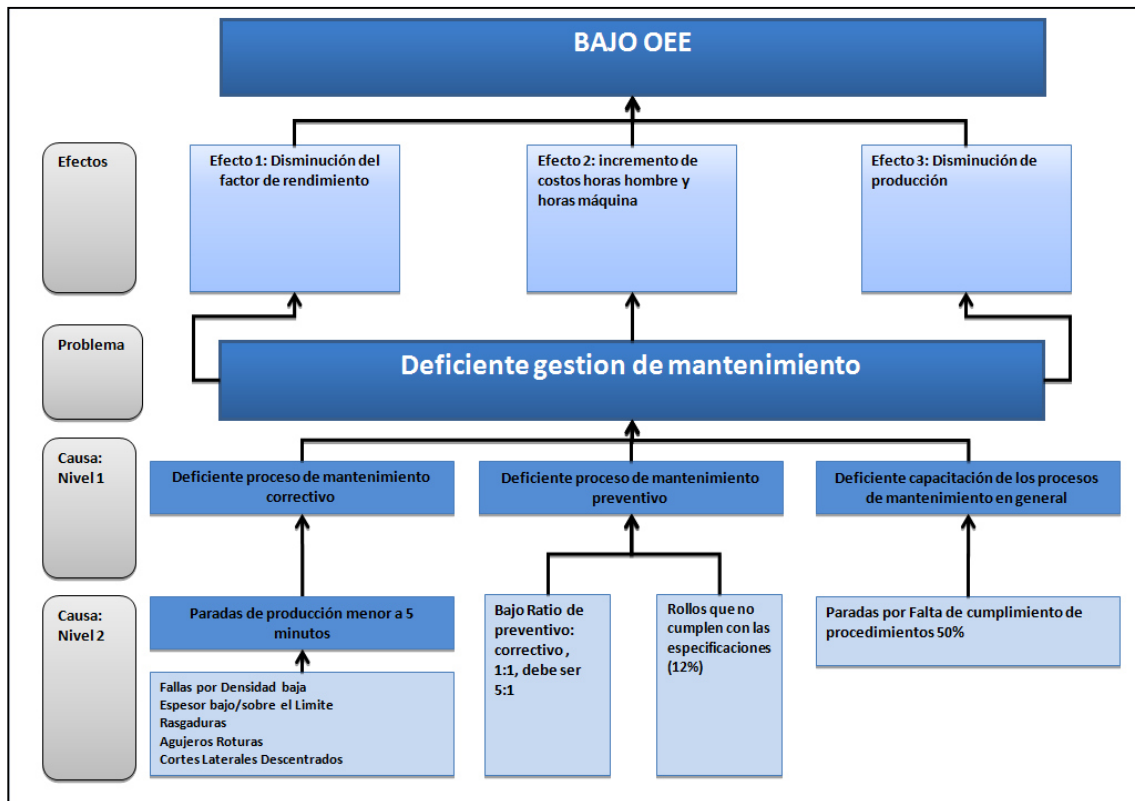 BAJO OEE
Efectos
Efecto 1: Disminución del
factor de rendimiento
Efecto 2: incremento de
costos horas hombre y
horas máquina
Efecto 3: Disminución de
producción
Problema
Deficiente gestion de mantenimiento
Causa:
Nivel 1
Deficiente proceso de mantenimiento
correctivo
Deficiente proceso de mantenimiento
preventivo
Deficiente capacitación de los procesos
de mantenimiento en general
Causa:
Nivel 2
Paradas de producción menor a 5
minutos
Fallas por Densidad baja
Espesor bajo/sobre el Limite
Rasgaduras
Agujeros Roturas
Cortes Laterales Descentrados
Bajo Ratio de
preventivo:
correctivo ,
1:1, debe ser
5:1
Rollos que no
cumplen con las
especificaciones
(12%)
Paradas por Falta de cumplimiento de
procedimientos 50%